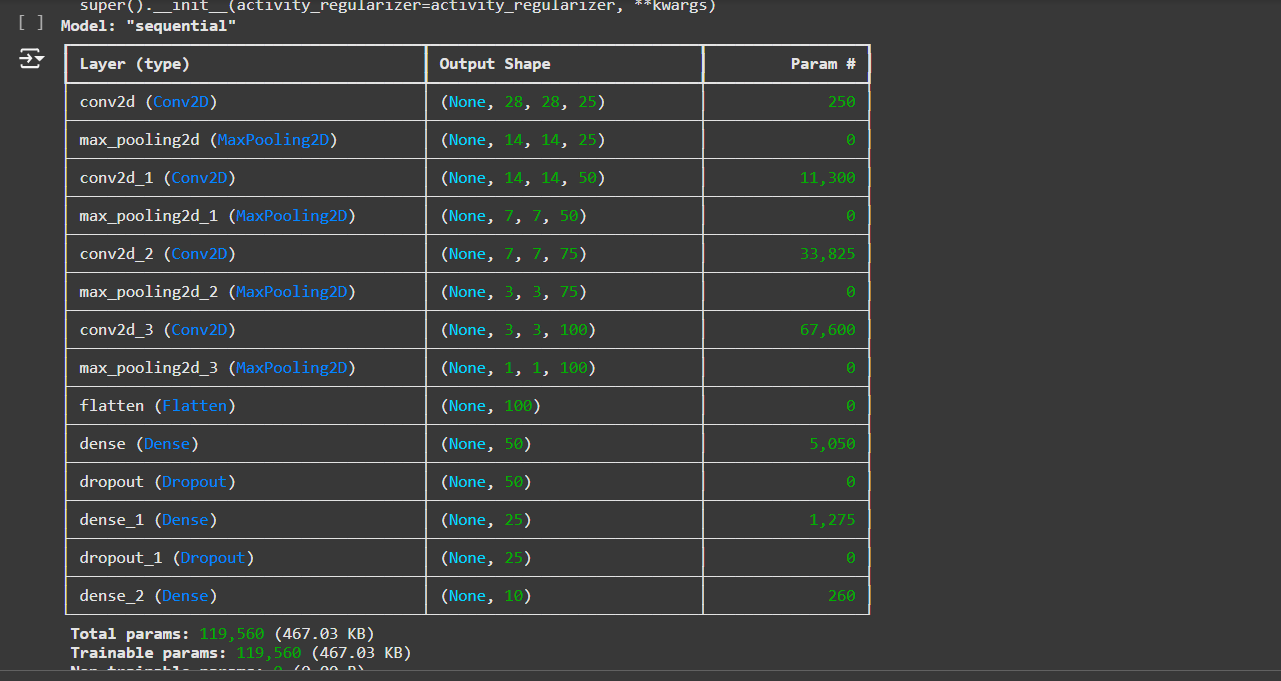 super().__init__(activity_regularizer=activity_regularizer, **kwargs)
[ ] Model: "sequential"
Layer (type) Output Shape Param #
conv2d (Conv2D) (None, 28, 28, 25) 250
max_pooling2d (MaxPooling2D) (None, 14, 14, 25) 0
conv2d_1 (Conv2D) (None, 14, 14, 50) 11,300
max_pooling2d_1 (MaxPooling2D) (None, 7, 7, 50) 0
conv2d_2 (Conv2D) (None, 7, 7, 75) 33,825
max_pooling2d_2 (MaxPooling2D) (None, 3, 3, 75) 0
conv2d_3 (Conv2D) (None, 3, 3, 100) 67,600
max_pooling2d_3 (MaxPooling2D) (None, 1, 1, 100) 0
flatten (Flatten) (None, 100) 0
dense (Dense) (None, 50) 5,050
dropout (Dropout) (None, 50) 0
dense_1 (Dense) (None, 25) 1,275
dropout_1 (Dropout) (None, 25) 0
dense_2 (Dense) (None, 10) 260
Total params: 119,560 (467.03 KB)
Trainable params: 119,560 (467.03 KB)
Non-trainable params: 0 (0.00 B)